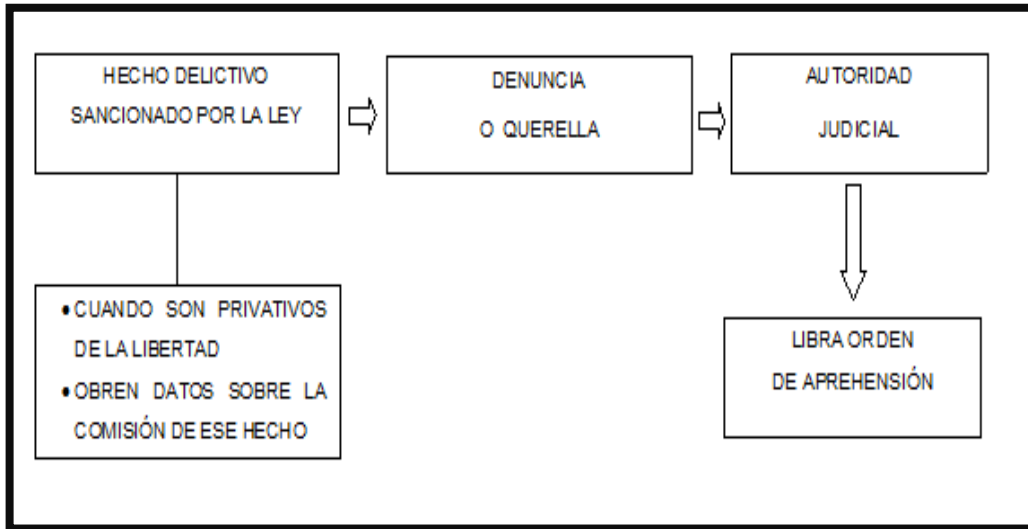 HECHO DELICTIVO
SANCIONADO POR LA LEY
DENUNCIA
O QUERELLA
AUTORIDAD
JUDICIAL
• CUANDO SON PRIVATIVOS
DE LA LIBERTAD
• OBREN DATOS SOBRE LA
COMISIÓN DE ESE HECHO
LIBRA ORDEN
DE APREHENSIÓN